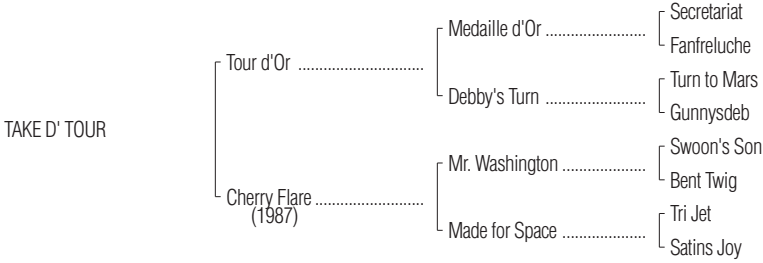 Secretariat
Medaille d'Or ..........................
Fanfreluche
Tour d'Or ................................
Turn to Mars
Debby's Turn ..........................
Gunnysdeb
TAKE D' TOUR
Swoon's Son
Mr. Washington ......................
Bent Twig
Cherry Flare ............................
(1987)
Tri Jet
Made for Space ......................
Satins Joy